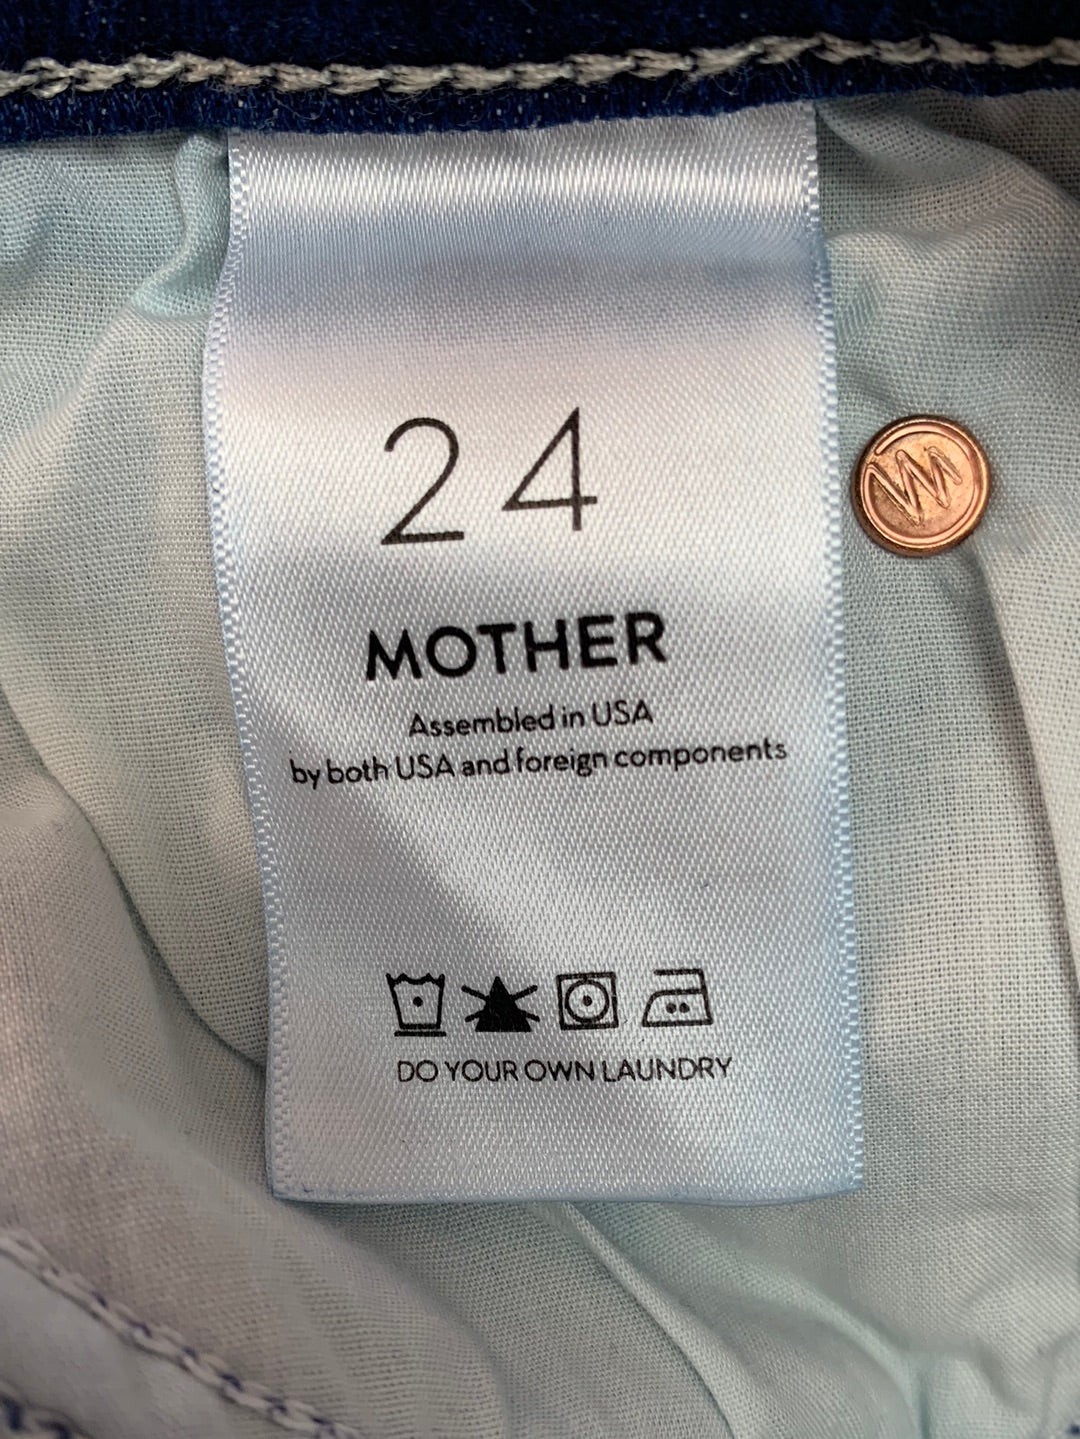 24
MOTHER
Assembled in USA
by both USA and foreign components
DO YOUR OWN LAUNDRY